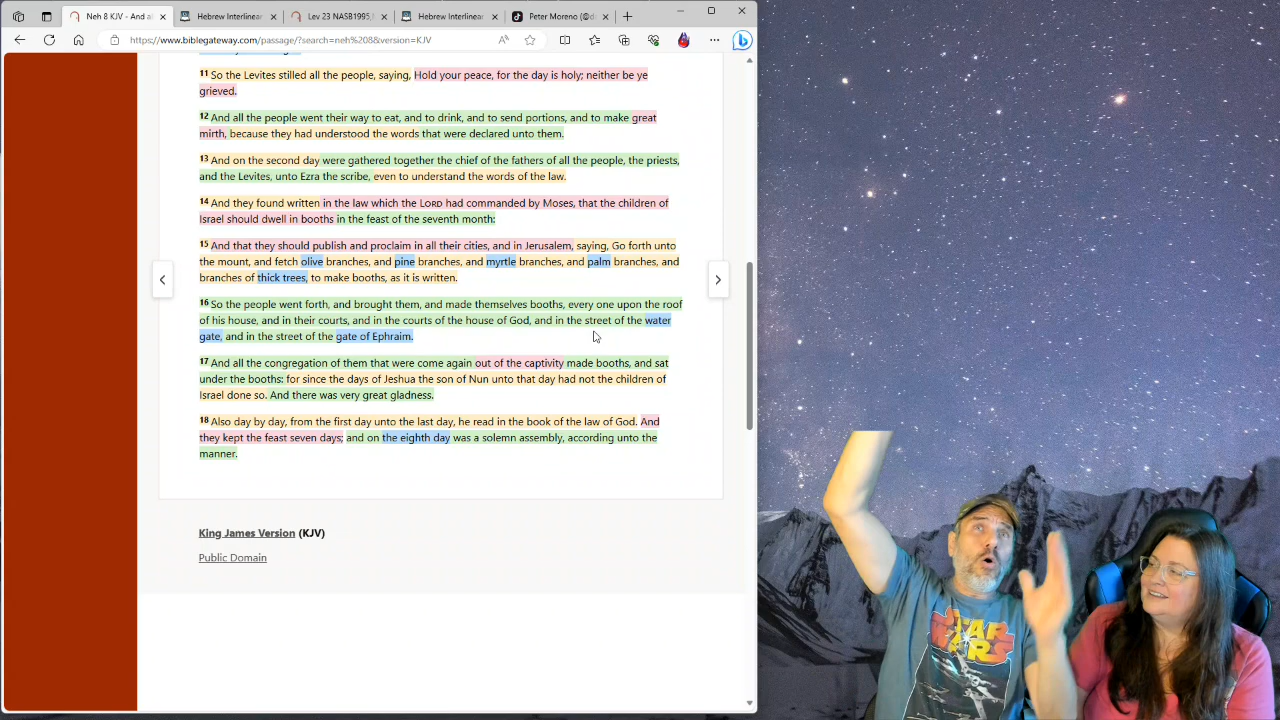 Neh 8 KJV - And al
Hebrew Interlinear
Lev 23 NASB1995,
Hebrew Interlinear
Peter Moreno (@d
https://www.biblegateway.com/passage/?search=neh%208&version=KJV
11 So the Levites stilled all the people, saying, Hold your peace, for the day is holy; neither be ye
grieved.
12 And all the people went their way to eat, and to drink, and to send portions, and to make great
mirth, because they had understood the words that were declared unto them.
13 And on the second day were gathered together the chief of the fathers of all the people, the priests,
and the Levites, unto Ezra the scribe, even to understand the words of the law.
14 And they found written in the law which the LORD had commanded by Moses, that the children of
Israel should dwell in booths in the feast of the seventh month:
15 And that they should publish and proclaim in all their cities, and in Jerusalem, saying, Go forth unto
the mount, and fetch olive branches, and pine branches, and myrtle branches, and palm branches, and
branches of thick trees, to make booths, as it is written.
16 So the people went forth, and brought them, and made themselves booths, every one upon the roof
of his house, and in their courts, and in the courts of the house of God, and in the street of the water
gate, and in the street of the gate of Ephraim.
17 And all the congregation of them that were come again out of the captivity made booths, and sat
under the booths: for since the days of Jeshua the son of Nun unto that day had not the children of
Israel done so. And there was very great gladness.
18 Also day by day, from the first day unto the last day, he read in the book of the law of God. And
they kept the feast seven days; and on the eighth day was a solemn assembly, according unto the
manner.
King James Version (KJV)
Public Domain
STAR
WARS